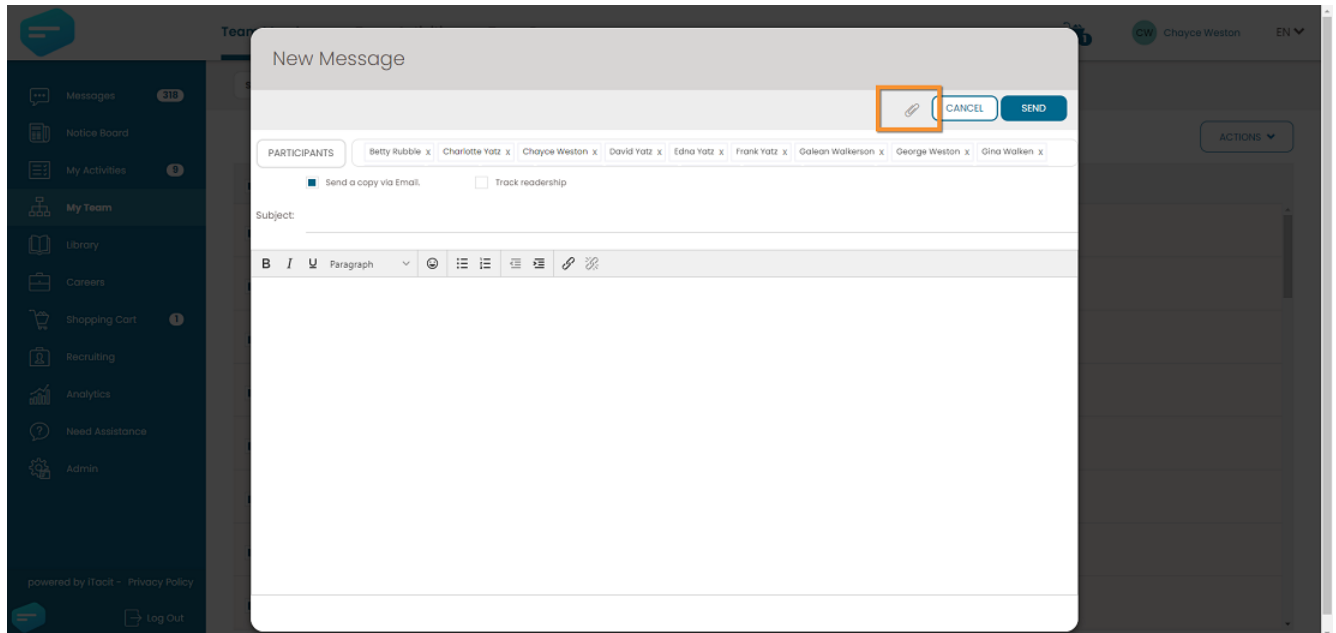 Team
CW Chayce Weston EN
New Message
CANCEL SEND
Messages 318
Notice Board
My Activities 9
My Team
Library
Careers
Shopping Cart 1
Recruiting
Analytics
Need Assistance
Admin
powered by iTacit - Privacy Policy
Log Out
ACTIONS
PARTICIPANTS Betty Rubble x Charlotte Yatz x Chayce Weston x David Yatz x Edna Yatz x Frank Yatz x Galean Walkerson x George Weston x Gina Walken x
Send a copy via Email. Track readership
Subject:
B I U Paragraph